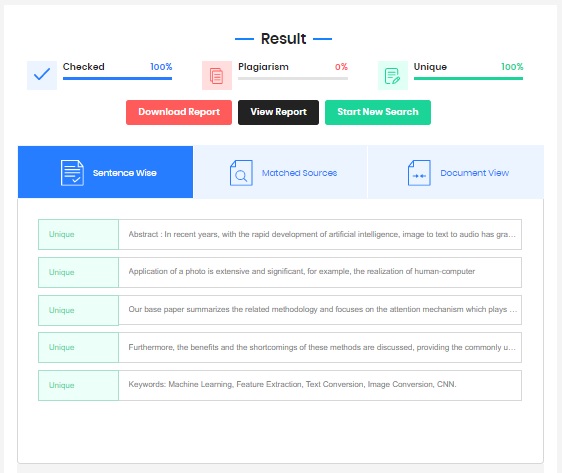 Result
Checked 100%
Plagiarism 0%
Unique 100%
Download Report View Report Start New Search
Sentence Wise Matched Sources Document View
Unique Abstract : In recent years, with the rapid development of artificial intelligence, image to text to audio has gra...
Unique Application of a photo is extensive and significant, for example, the realization of human-computer
Unique Our base paper summarizes the related methodology and focuses on the attention mechanism which plays ...
Unique Furthermore, the benefits and the shortcomings of these methods are discussed, providing the commonly u...
Unique Keywords: Machine Learning, Feature Extraction, Text Conversion, Image Conversion, CNN.